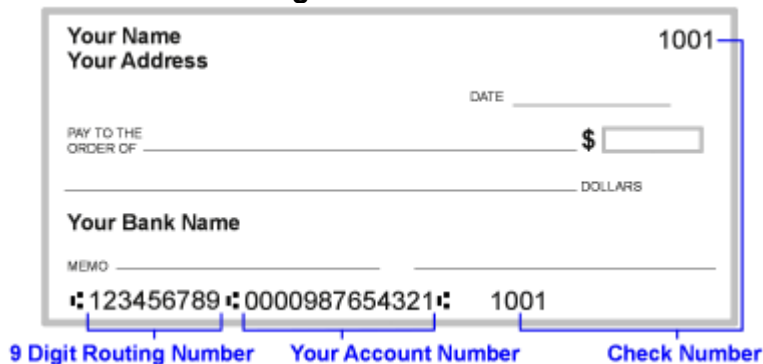 Your Name 1001
Your Address
DATE
PAY TO THE
ORDER OF $
DOLLARS
Your Bank Name
MEMO
⑆123456789⑆0000987654321⑆ 1001
9 Digit Routing Number Your Account Number Check Number